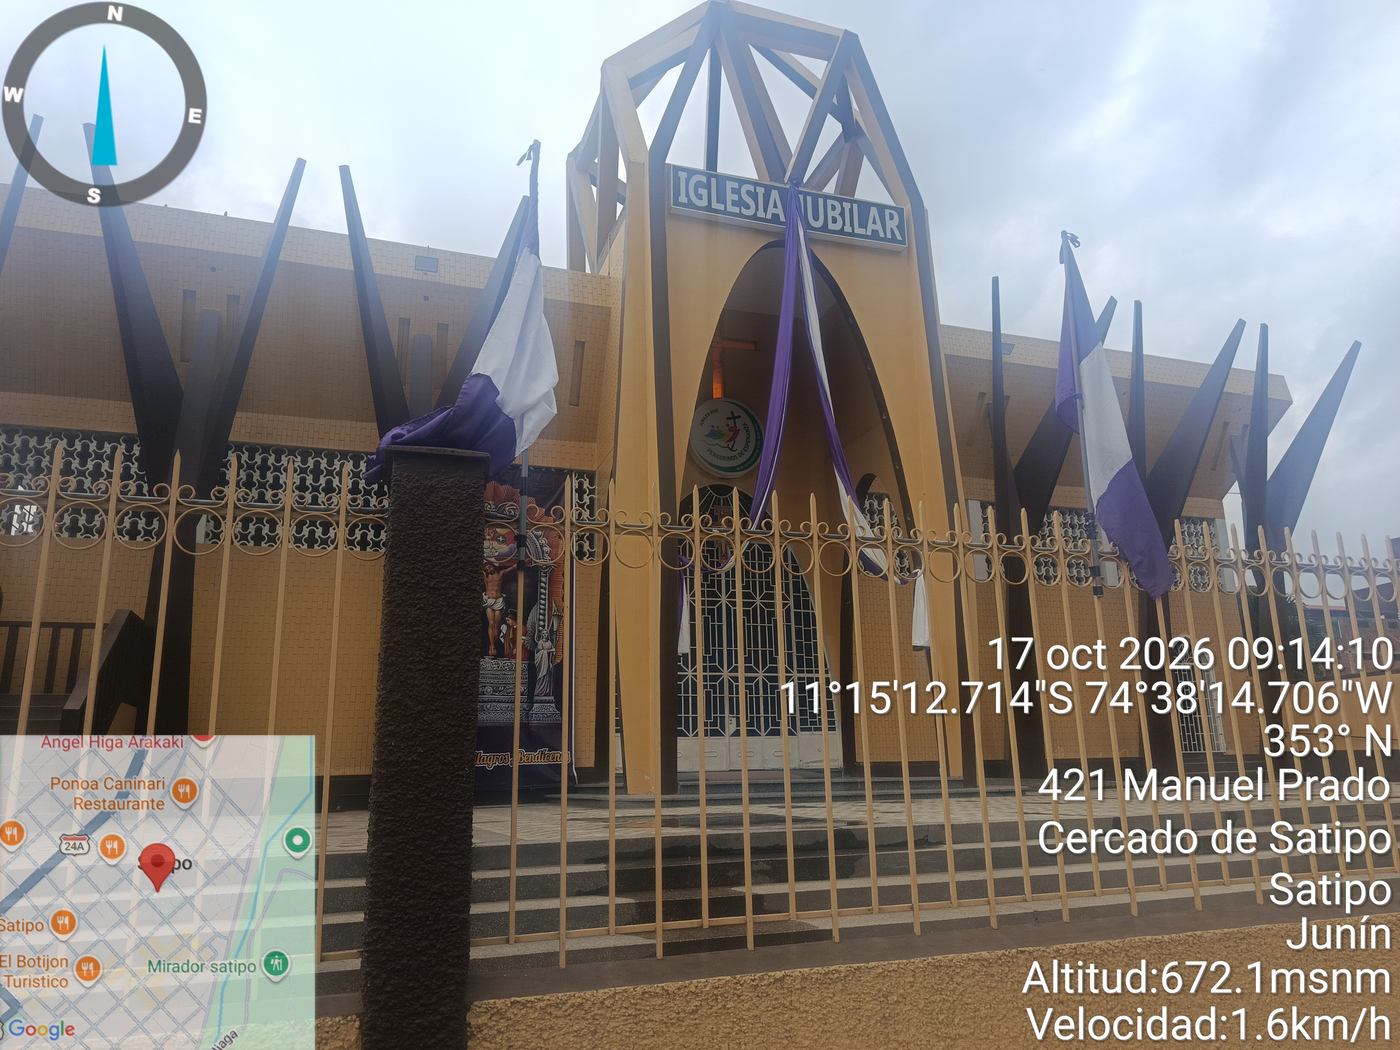 N
W
E
S
IGLESIA JUBILAR
17 oct 2026 09:14:10
11°15'12.714"S 74°38'14.706"W
353° N
421 Manuel Prado
Cercado de Satipo
Satipo
Junín
Altitud:672.1msnm
Velocidad:1.6km/h
Angel Higa Arakaki
Ponoa Caninari
Restaurante
24A
Satipo
El Botijon
Turistico
Mirador satipo
Google